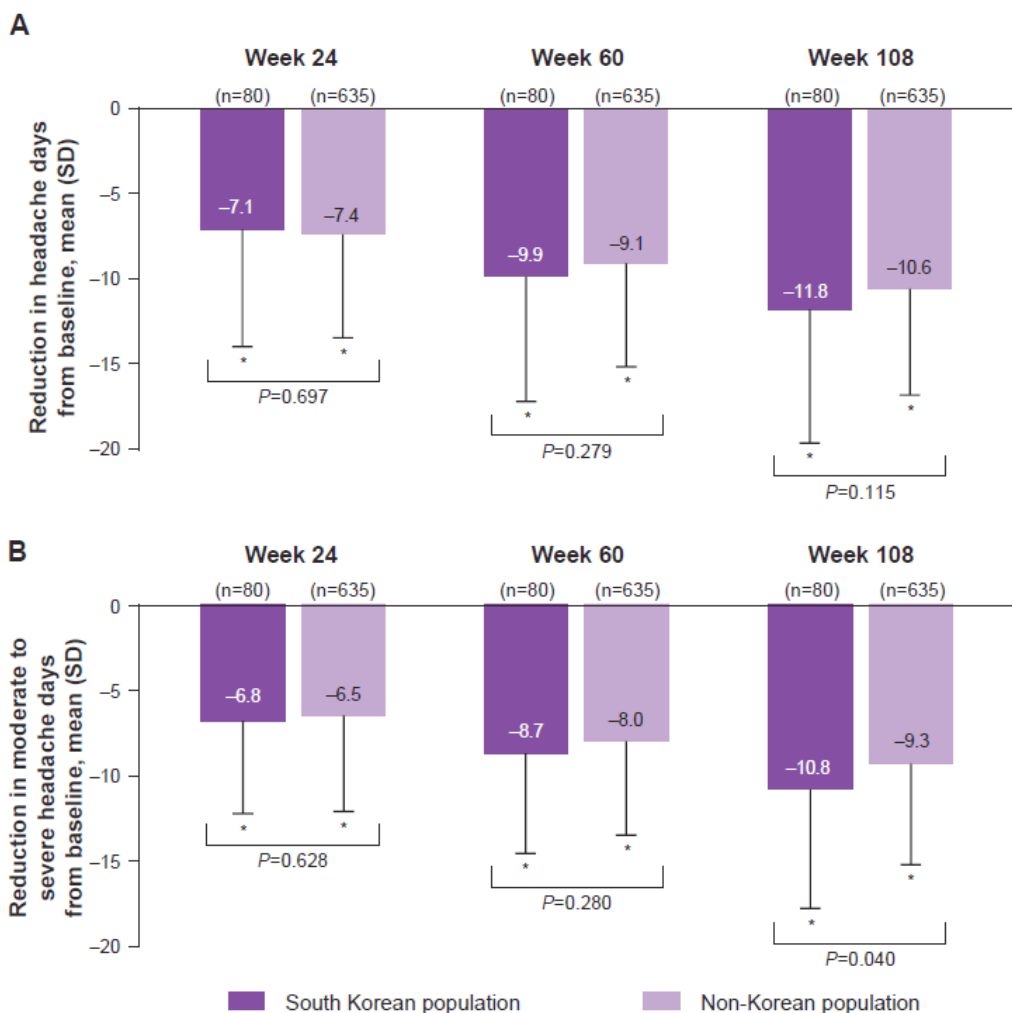 A
Week 24
Week 60
Week 108
(n=80)
(n=635)
(n=80)
(n=635)
(n=80)
(n=635)
Reduction in headache days
from baseline, mean (SD)
0
–5
–10
–15
–20
–7.1
–7.4
–9.9
–9.1
–11.8
–10.6
*
*
*
*
*
*
P=0.697
P=0.279
P=0.115
B
Week 24
Week 60
Week 108
(n=80)
(n=635)
(n=80)
(n=635)
(n=80)
(n=635)
Reduction in moderate to
severe headache days
from baseline, mean (SD)
0
–5
–10
–15
–20
–6.8
–6.5
–8.7
–8.0
–10.8
–9.3
*
*
*
*
*
*
P=0.628
P=0.280
P=0.040
South Korean population
Non-Korean population